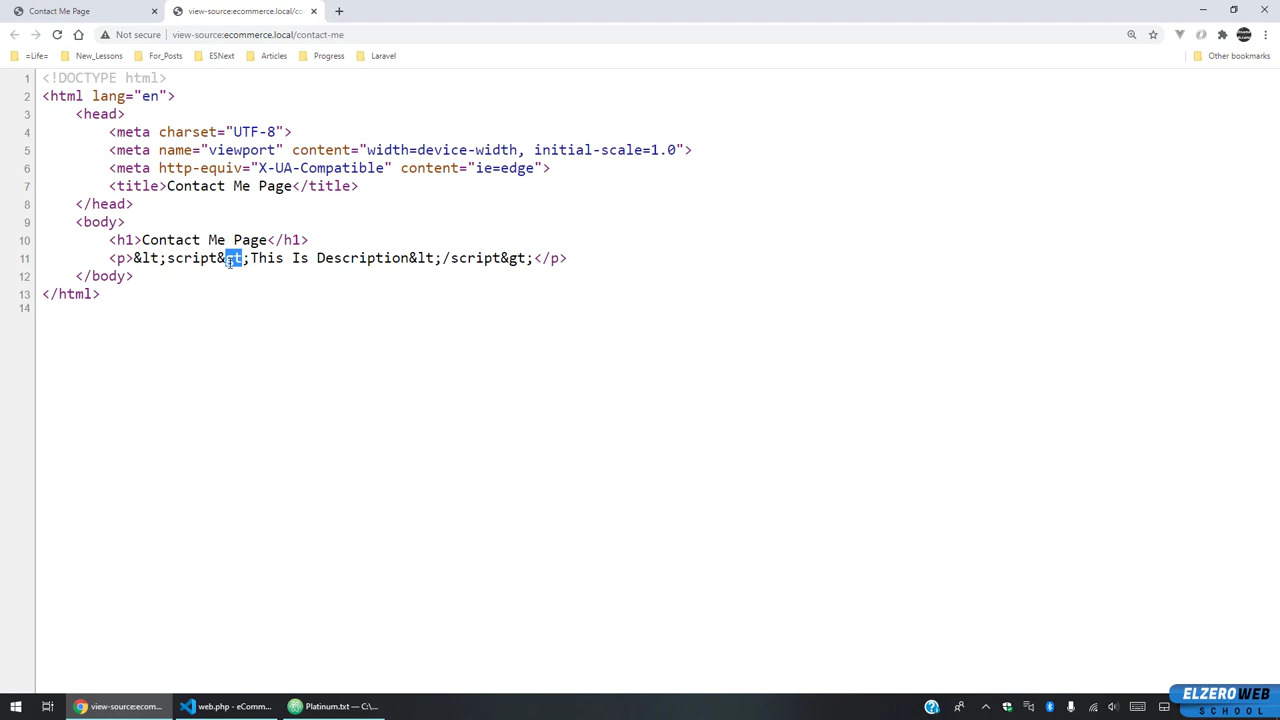 Contact Me Page
view-source:ecommerce.local/co
Not secure
view-source:ecommerce.local/contact-me
=Life=
New_Lessons
For_Posts
ESNext
Articles
Progress
Laravel
Other bookmarks
1 <!DOCTYPE html>
2 <html lang="en">
3 <head>
4 <meta charset="UTF-8">
5 <meta name="viewport" content="width=device-width, initial-scale=1.0">
6 <meta http-equiv="X-UA-Compatible" content="ie=edge">
7 <title>Contact Me Page</title>
8 </head>
9 <body>
10 <h1>Contact Me Page</h1>
11 <p>&lt;script&gt;This Is Description&lt;/script&gt;</p>
12 </body>
13 </html>
14
view-source:ecom...
web.php - eComm...
Platinum.txt — C:\...
ELZEROWEB
SCHOOL